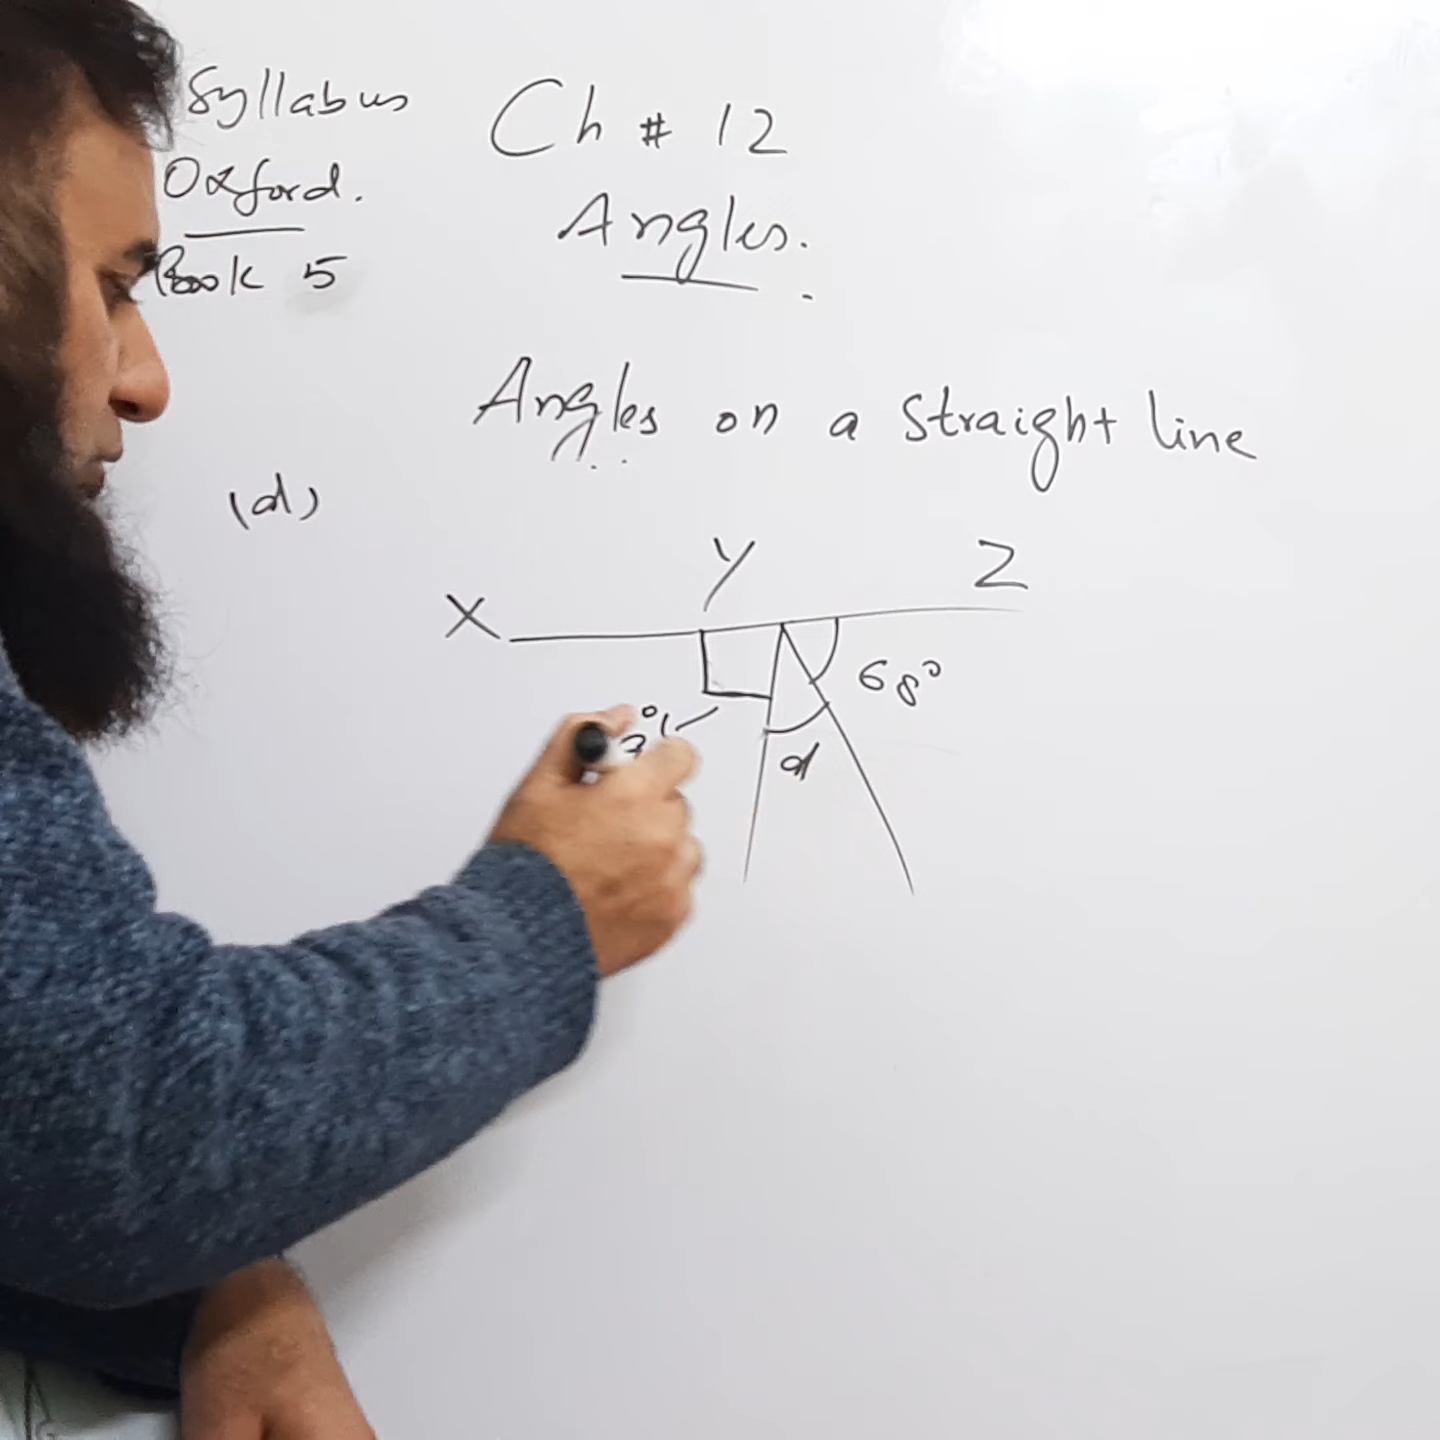 Syllabus
Oxford.
Book 5
Ch # 12
Angles.
Angles on a straight line
(d)
X Y Z
68°
d